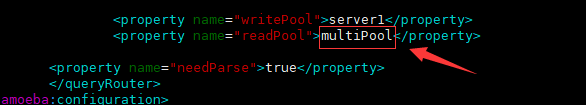 <property name="writePool">server1</property>
<property name="readPool">multiPool</property>
<property name="needParse">true</property>
</queryRouter>
amoeba:configuration>